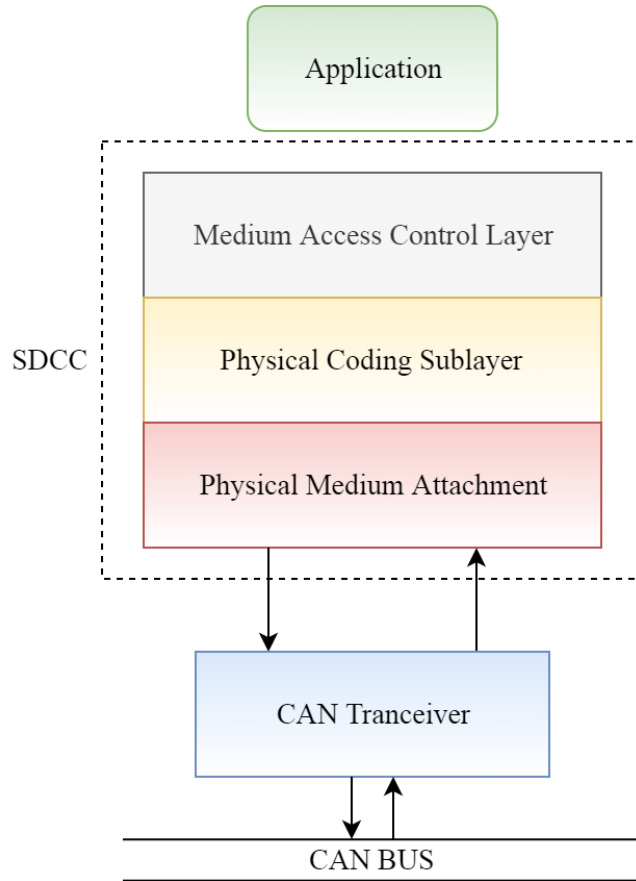 Application
Medium Access Control Layer
SDCC
Physical Coding Sublayer
Physical Medium Attachment
CAN Tranceiver
CAN BUS